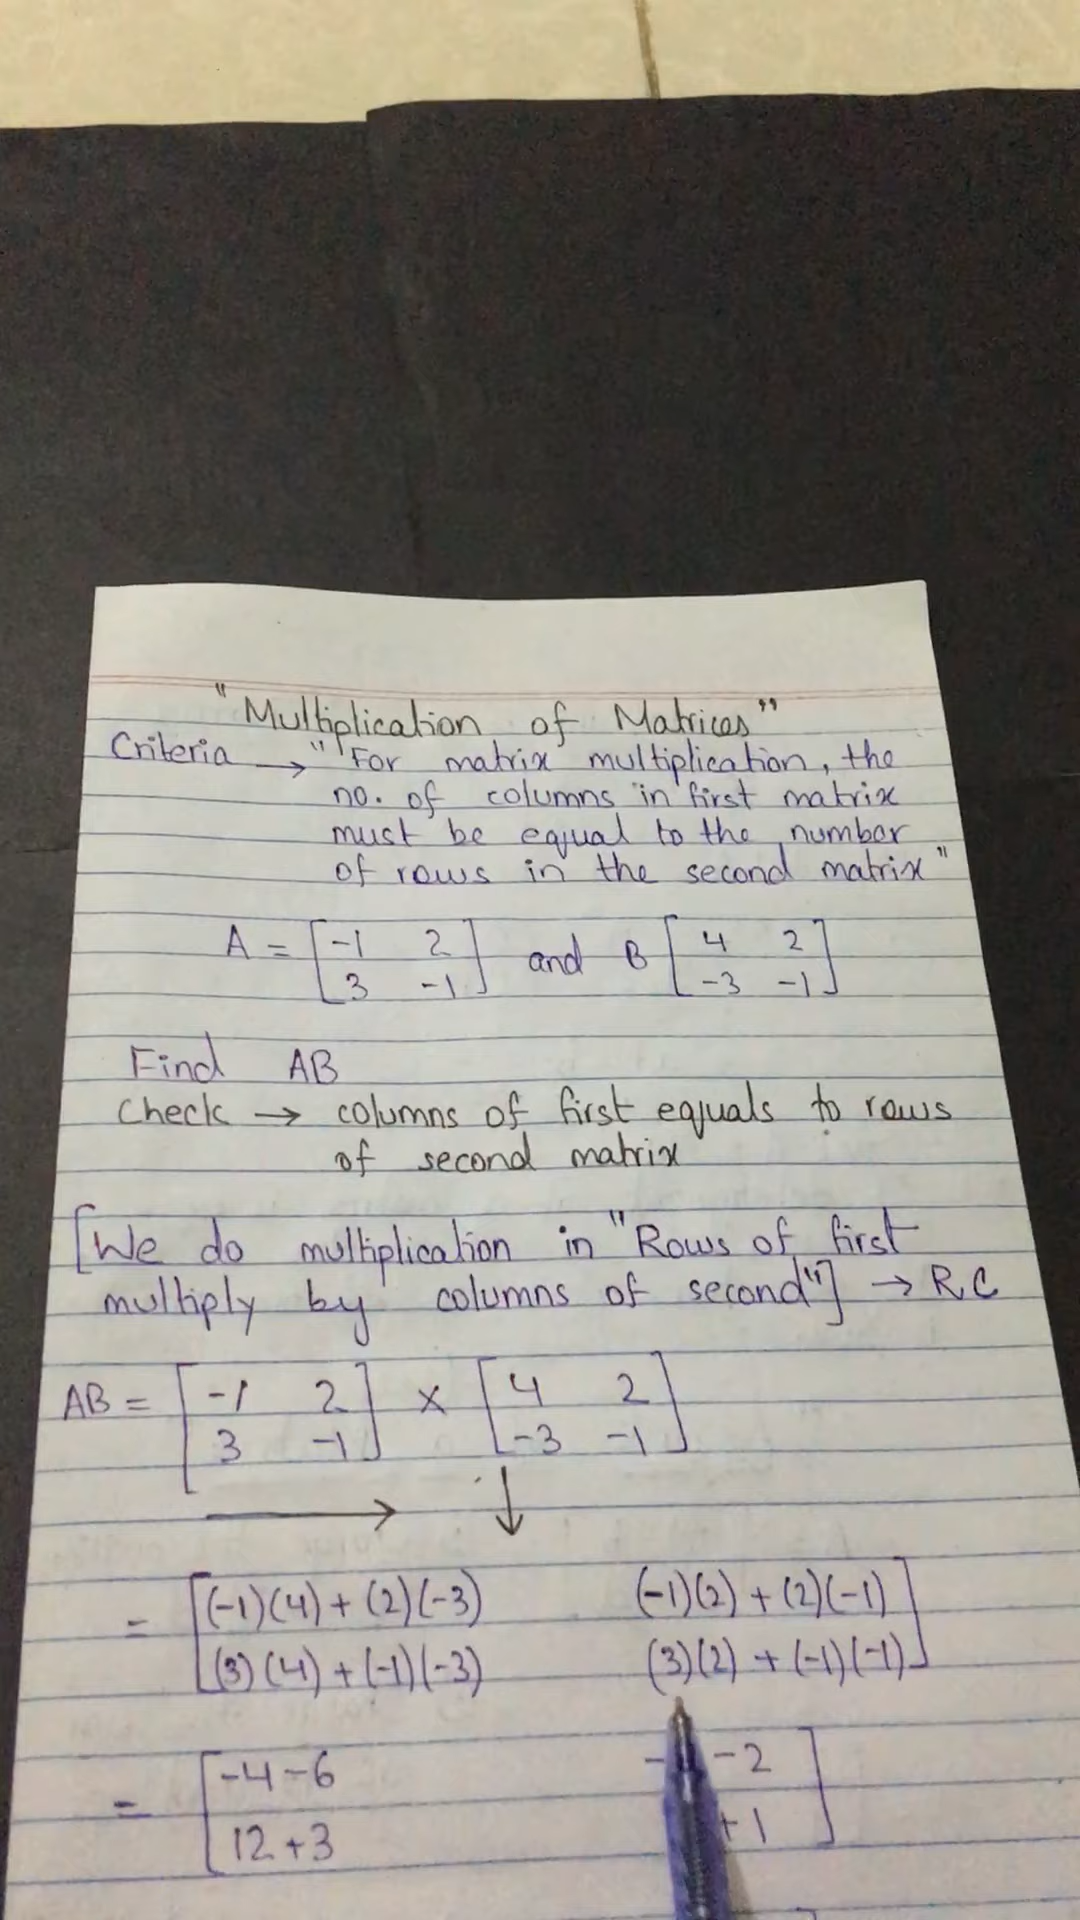 "Multiplication of Matrices"
Criteria → "For matrix multiplication, the
no. of columns in first matrix
must be equal to the number
of rows in the second matrix"
A = [-1 2] and B [4 2]
[3 -1] [-3 -1]
Find AB
Check → columns of first equals to rows
of second matrix
[We do multiplication in "Rows of first
multiply by columns of second"] → RC
AB = [-1 2] × [4 2]
[3 -1] [-3 -1]
→ ↓
= [(-1)(4) + (2)(-3) (-1)(2) + (2)(-1)]
[(3)(4) + (-1)(-3) (3)(2) + (-1)(-1)]
= [-4-6 - -2]
[12+3 +1]